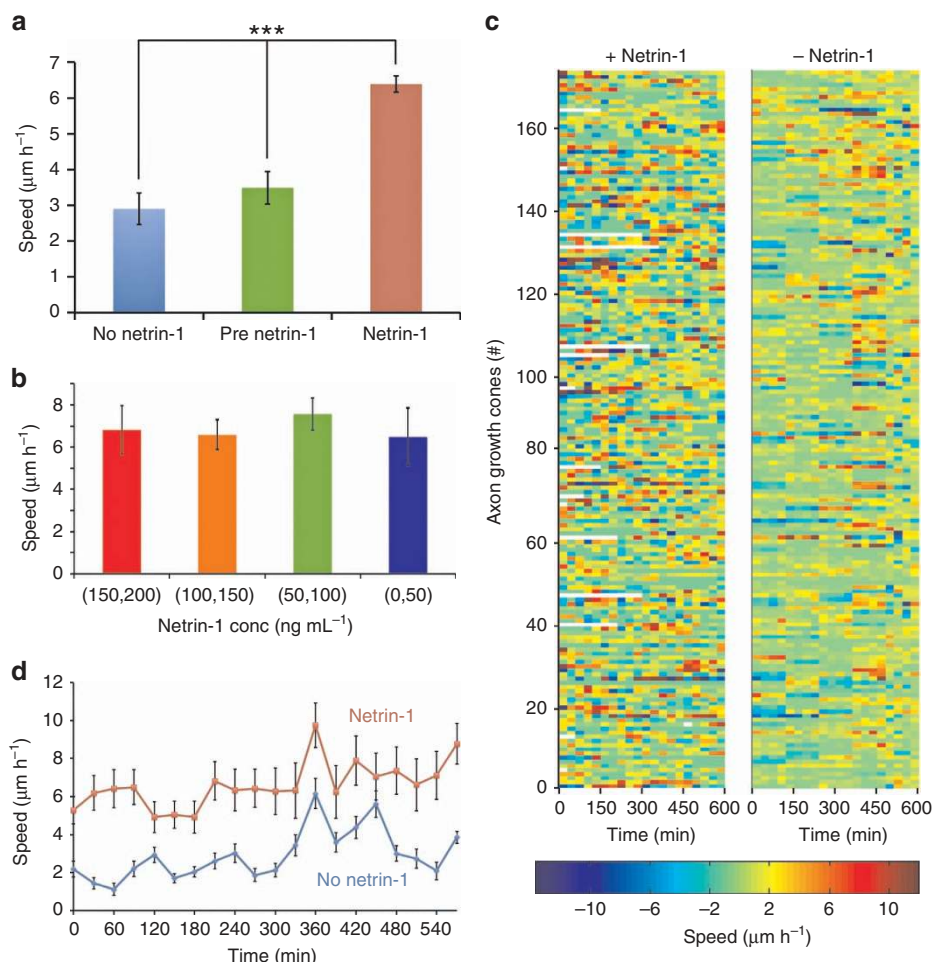 a
***
7
6
5
4
3
2
1
0
Speed (µm h⁻¹)
No netrin-1 Pre netrin-1 Netrin-1
b
8
6
4
2
0
Speed (µm h⁻¹)
(150,200) (100,150) (50,100) (0,50)
Netrin-1 conc (ng mL⁻¹)
c
+ Netrin-1 – Netrin-1
160
140
120
100
80
60
40
20
0
Axon growth cones (#)
0 150 300 450 600 0 150 300 450 600
Time (min) Time (min)
–10 –6 –2 2 6 10
Speed (µm h⁻¹)
d
12
10
8
6
4
2
0
Speed (µm h⁻¹)
Netrin-1
No netrin-1
0 60 120 180 240 300 360 420 480 540
Time (min)